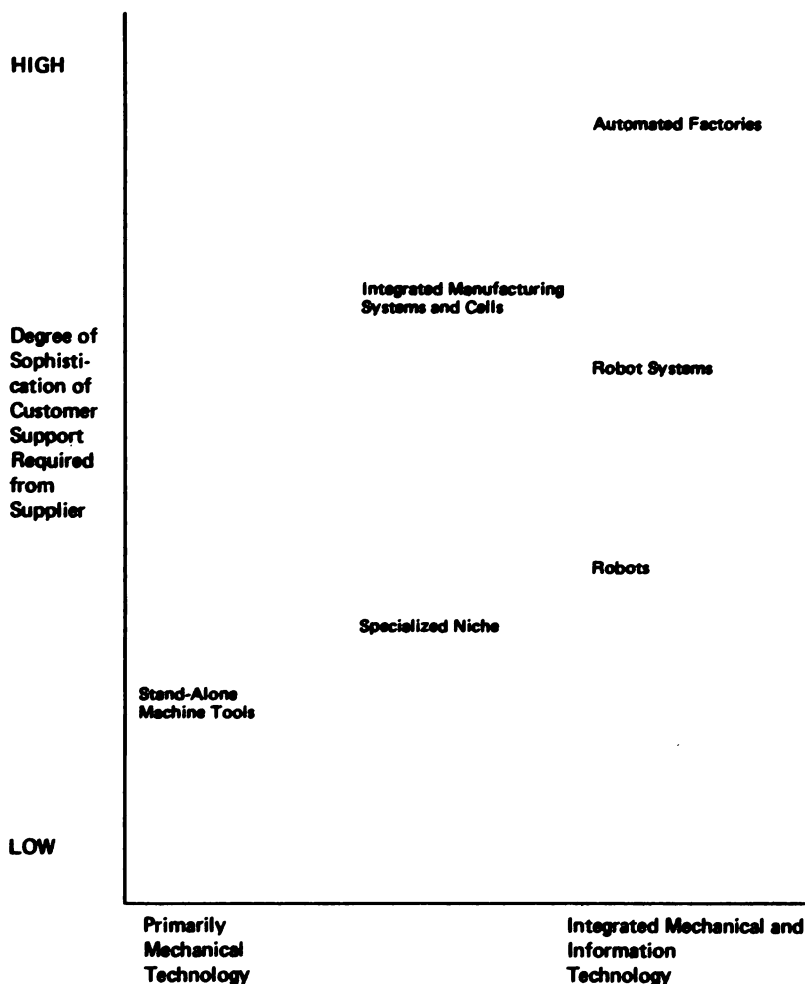 HIGH
Automated Factories
Integrated Manufacturing
Systems and Cells
Degree of
Sophisti-
cation of
Customer
Support
Required
from
Supplier
Robot Systems
Robots
Specialized Niche
Stand-Alone
Machine Tools
LOW
Primarily
Mechanical
Technology
Integrated Mechanical and
Information
Technology